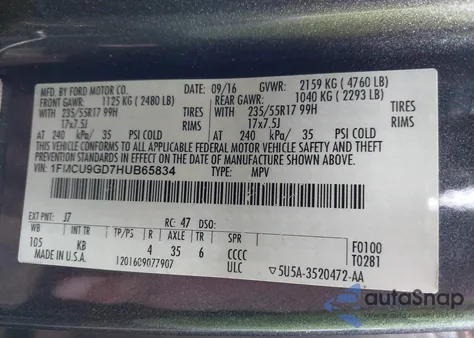 MFD. BY FORD MOTOR CO.
DATE: 09/16 GVWR: 2159 KG ( 4760 LB)
FRONT GAWR: 1125 KG ( 2480 LB) REAR GAWR: 1040 KG ( 2293 LB)
WITH 235/55R17 99H TIRES WITH 235/55R17 99H TIRES
17x7.5J 17x7.5J RIMS
AT 240 kPa/ 35 PSI COLD AT 240 kPa/ 35 PSI COLD
THIS VEHICLE CONFORMS TO ALL APPLICABLE FEDERAL MOTOR VEHICLE
SAFETY AND THEFT PREVENTION STANDARDS IN EFFECT ON THE DATE OF
MANUFACTURE SHOWN ABOVE.
VIN: 1FMCU9GD7HUB65834 TYPE: MPV
EXT PNT: J7 RC: 47 DSO:
WB INT TR TP/PS R AXLE TR SPR F0100
105 KB 4 35 6 CCCC T0281
1201609077907 ULC ▽5U5A-3520472-AA
autoSnap